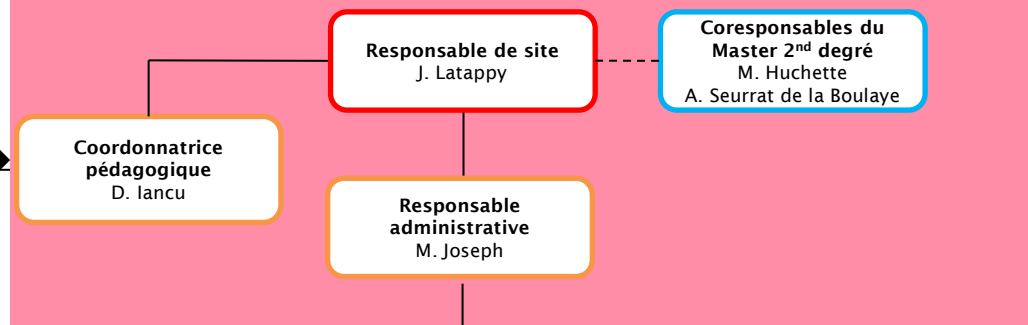 Responsable de site
J. Latappy
Coresponsables du
Master 2nd degré
M. Huchette
A. Seurrat de la Boulaye
Coordonnatrice
pédagogique
D. Iancu
Responsable
administrative
M. Joseph